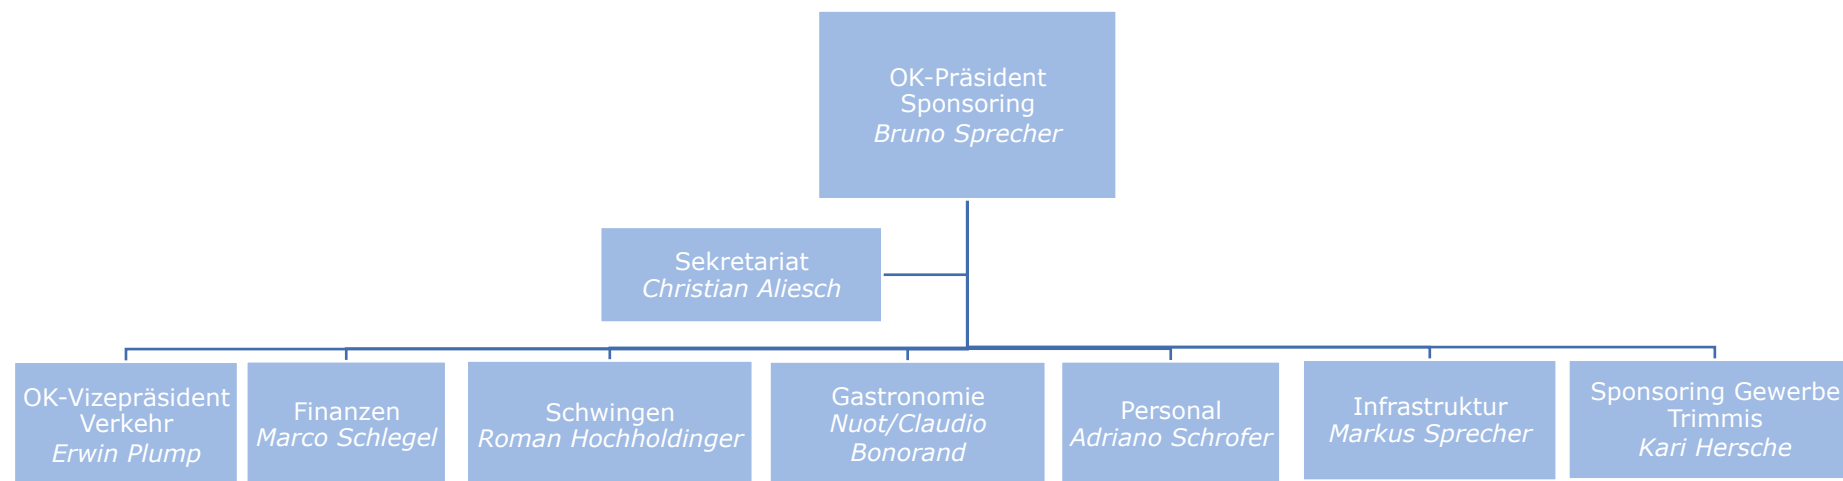 OK-Präsident
Sponsoring
Bruno Sprecher
Sekretariat
Christian Aliesch
OK-Vizepräsident
Verkehr
Erwin Plump
Finanzen
Marco Schlegel
Schwingen
Roman Hochholdinger
Gastronomie
Nuot/Claudio
Bonorand
Personal
Adriano Schrofer
Infrastruktur
Markus Sprecher
Sponsoring Gewerbe
Trimmis
Kari Hersche